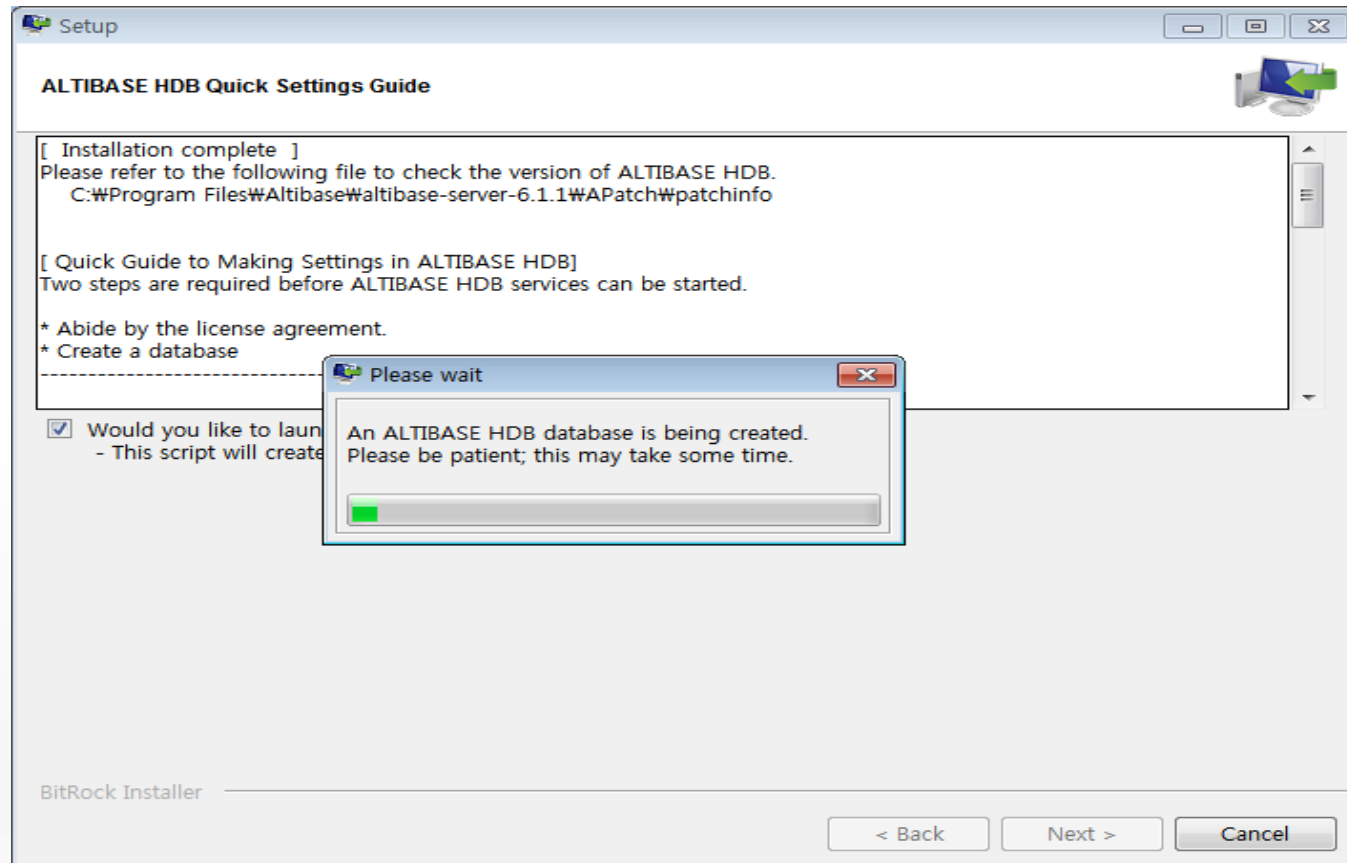 Setup
ALTIBASE HDB Quick Settings Guide
[ Installation complete ]
Please refer to the following file to check the version of ALTIBASE HDB.
C:₩Program Files₩Altibase₩altibase-server-6.1.1₩APatch₩patchinfo
[ Quick Guide to Making Settings in ALTIBASE HDB]
Two steps are required before ALTIBASE HDB services can be started.
* Abide by the license agreement.
* Create a database
------------------------------
Please wait
Would you like to laun
- This script will create
An ALTIBASE HDB database is being created.
Please be patient; this may take some time.
BitRock Installer
< Back
Next >
Cancel